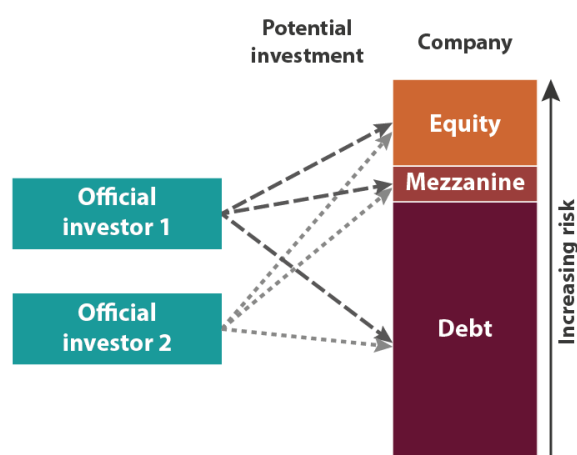 Potential
investment
Company
Equity
Mezzanine
Debt
Official
investor 1
Official
investor 2
Increasing risk